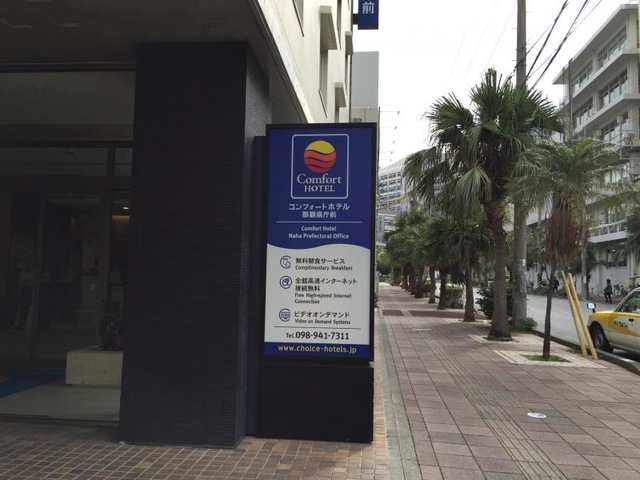 前
Comfort
HOTEL
コンフォートホテル
那覇県庁前
Comfort Hotel
Naha Prefectural Office
無料朝食サービス
Complimentary Breakfast
全館高速インターネット
接続無料
Free High-speed Internet
Connection
ビデオオンデマンド
Video on Demand Systems
Tel.098-941-7311
www.choice-hotels.jp